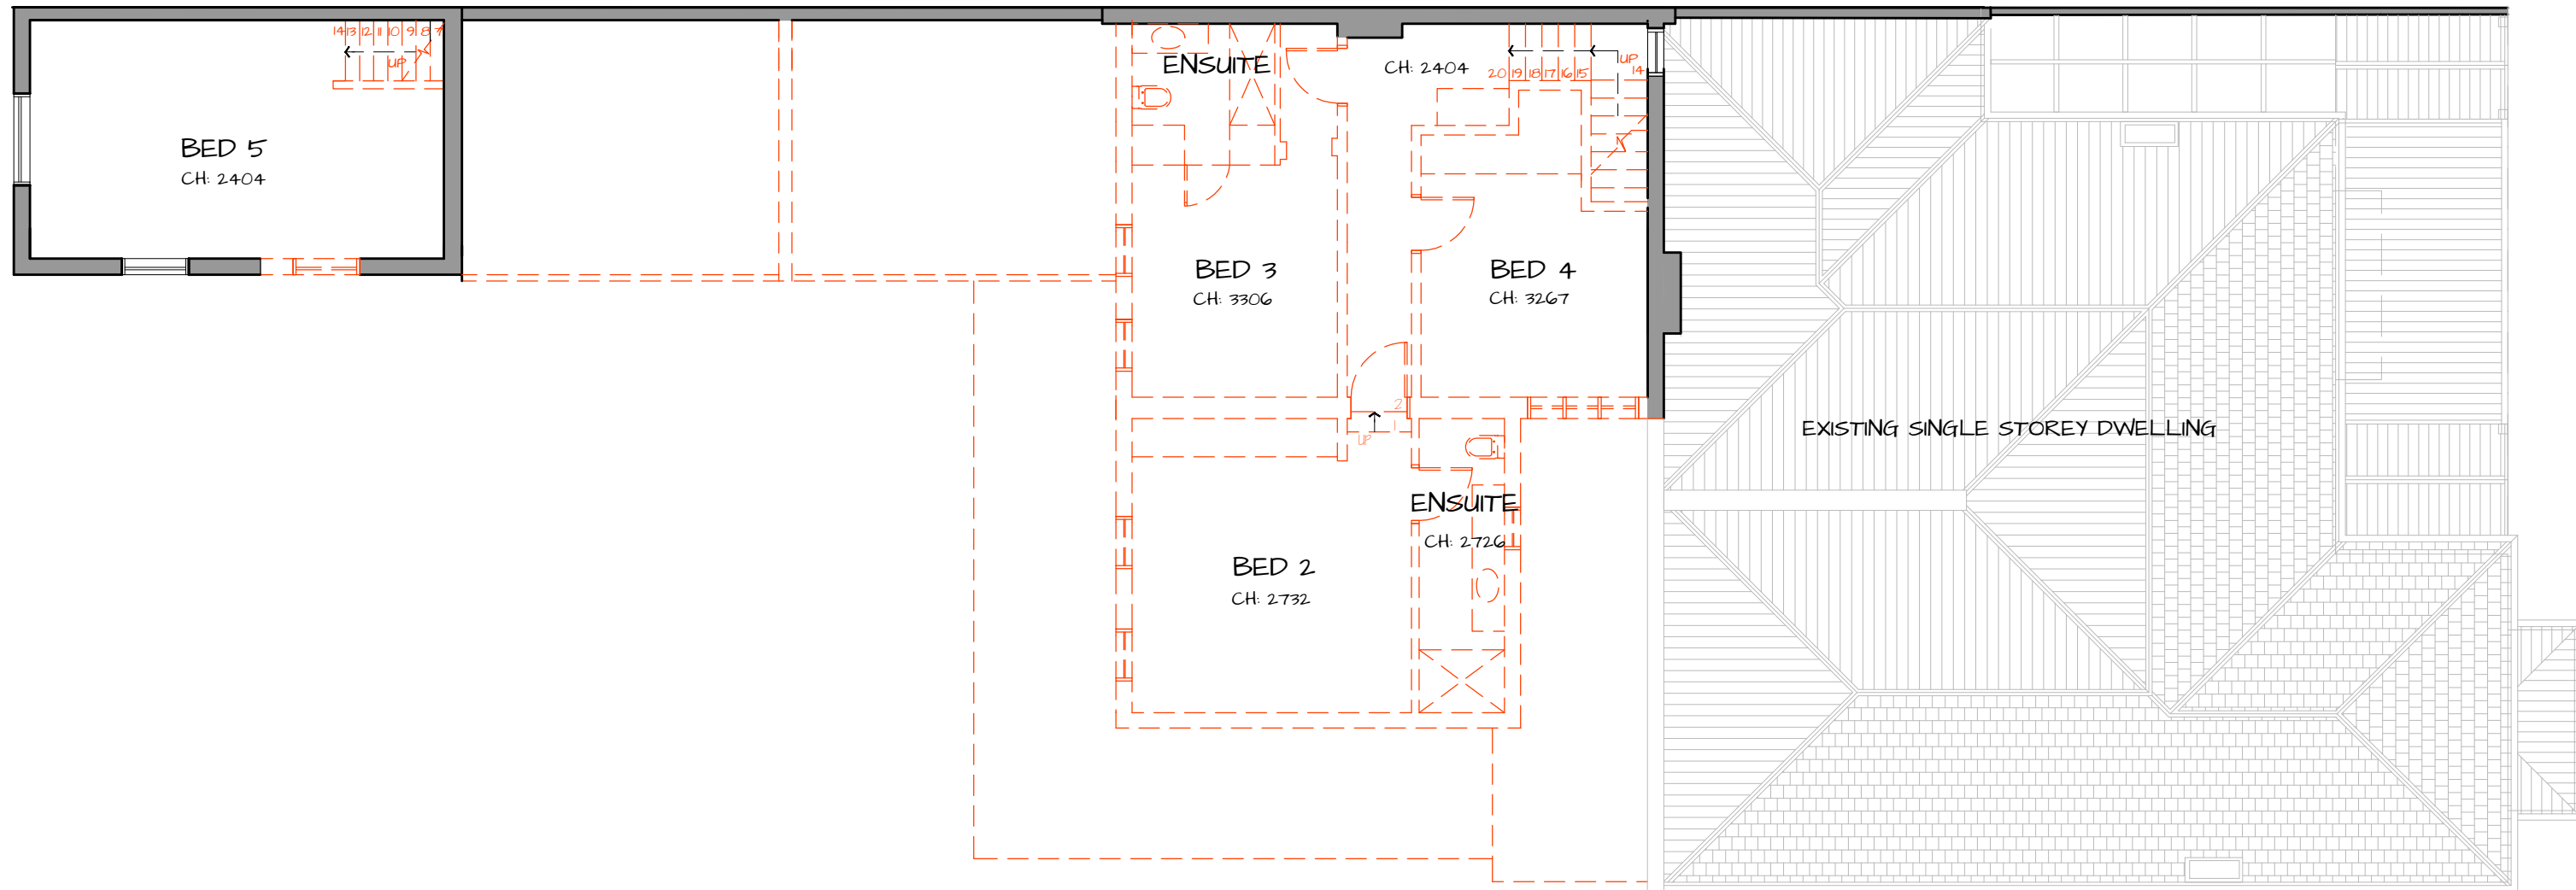 14 13 12 11 10 9 8 7
UP
BED 5
CH: 2404
ENSUITE
CH: 2404
UP
20 19 18 17 16 15
14
BED 3
CH: 3306
BED 4
CH: 3267
2
1
UP
EXISTING SINGLE STOREY DWELLING
ENSUITE
CH: 2726
BED 2
CH: 2732